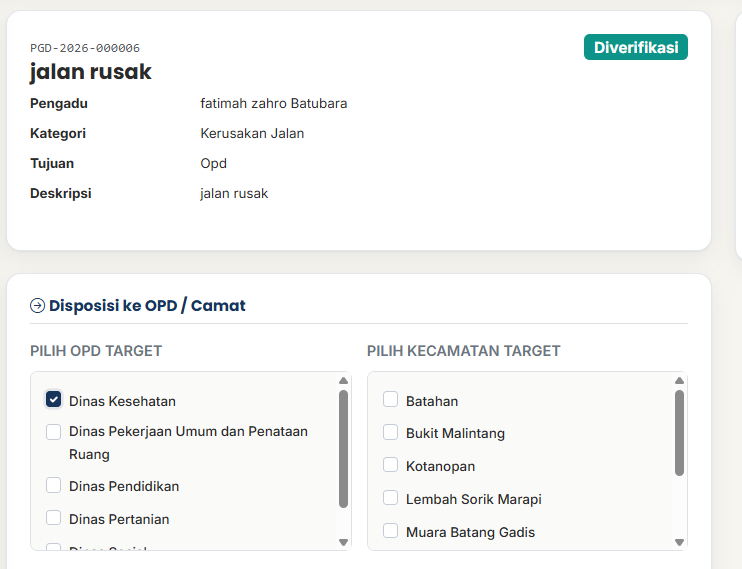 PGD-2026-000006
Diverifikasi
jalan rusak
Pengadu fatimah zahro Batubara
Kategori Kerusakan Jalan
Tujuan Opd
Deskripsi jalan rusak
Disposisi ke OPD / Camat
PILIH OPD TARGET
Dinas Kesehatan
Dinas Pekerjaan Umum dan Penataan
Ruang
Dinas Pendidikan
Dinas Pertanian
PILIH KECAMATAN TARGET
Batahan
Bukit Malintang
Kotanopan
Lembah Sorik Marapi
Muara Batang Gadis